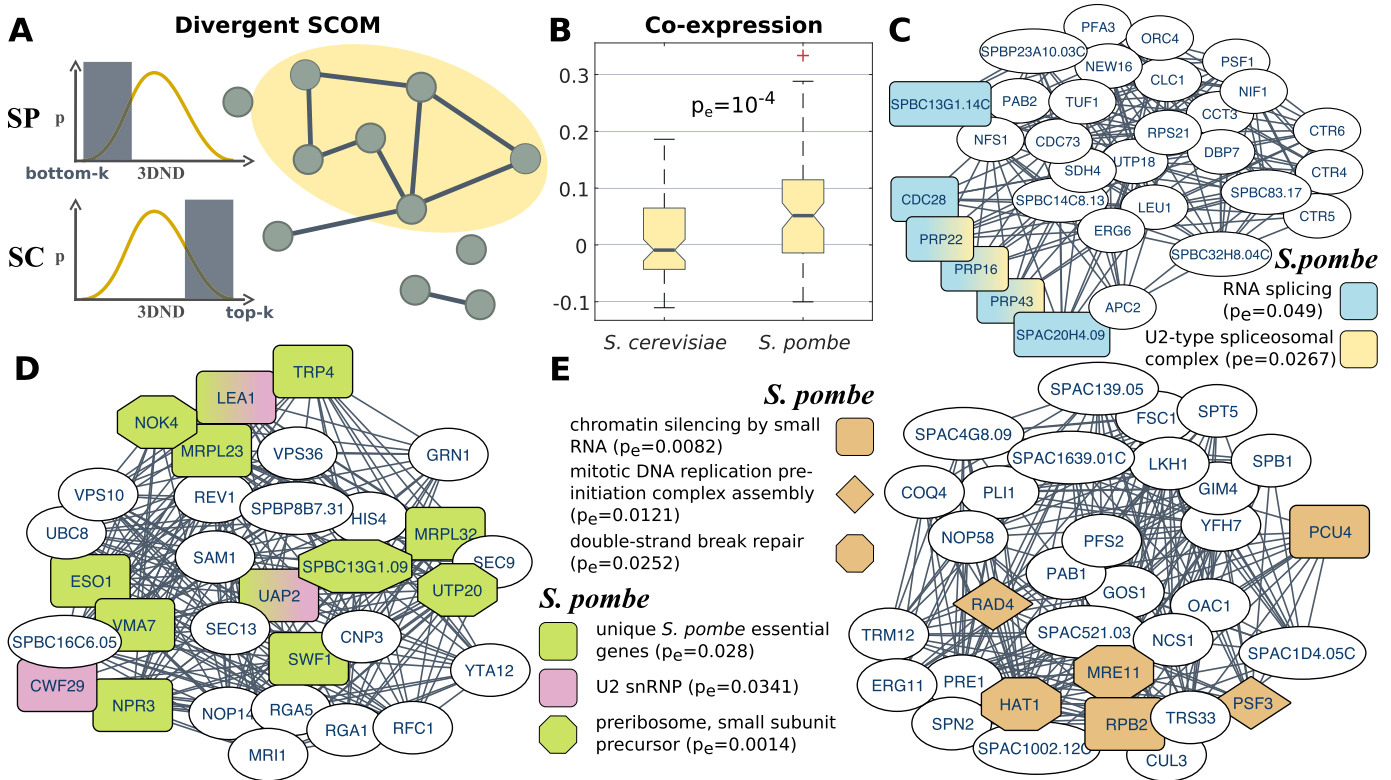 A
Divergent SCOM
SP
p
bottom-k
3DND
SC
p
3DND
top-k
B
Co-expression
0.3
0.2
0.1
0
-0.1
pe=10-4
S. cerevisiae
S. pombe
C
PFA3
ORC4
SPBP23A10.03C
PSF1
NEW16
CLC1
NIF1
SPBC13G1.14C
PAB2
TUF1
CCT3
CTR6
NFS1
CDC73
RPS21
DBP7
UTP18
SDH4
CTR4
CDC28
SPBC14C8.13
LEU1
SPBC83.17
CTR5
PRP22
ERG6
SPBC32H8.04C
PRP16
PRP43
APC2
SPAC20H4.09
S.pombe
RNA splicing
(pe=0.049)
U2-type spliceosomal
complex (pe=0.0267)
D
TRP4
LEA1
NOK4
MRPL23
VPS36
GRN1
VPS10
REV1
SPBP8B7.31
HIS4
UBC8
MRPL32
SAM1
SPBC13G1.09
SEC9
ESO1
UAP2
UTP20
VMA7
SEC13
CNP3
SPBC16C6.05
SWF1
YTA12
CWF29
NPR3
NOP14
RGA5
RGA1
RFC1
MRI1
S. pombe
unique S. pombe essential
genes (pe=0.028)
U2 snRNP (pe=0.0341)
preribosome, small subunit
precursor (pe=0.0014)
E
S. pombe
chromatin silencing by small
RNA (pe=0.0082)
mitotic DNA replication pre-
initiation complex assembly
(pe=0.0121)
double-strand break repair
(pe=0.0252)
SPAC139.05
FSC1
SPT5
SPAC4G8.09
SPAC1639.01C
LKH1
SPB1
COQ4
PLI1
GIM4
NOP58
YFH7
PCU4
PFS2
PAB1
GOS1
RAD4
OAC1
TRM12
SPAC521.03
NCS1
SPAC1D4.05C
ERG11
PRE1
MRE11
HAT1
PSF3
SPN2
RPB2
TRS33
SPAC1002.12C
CUL3